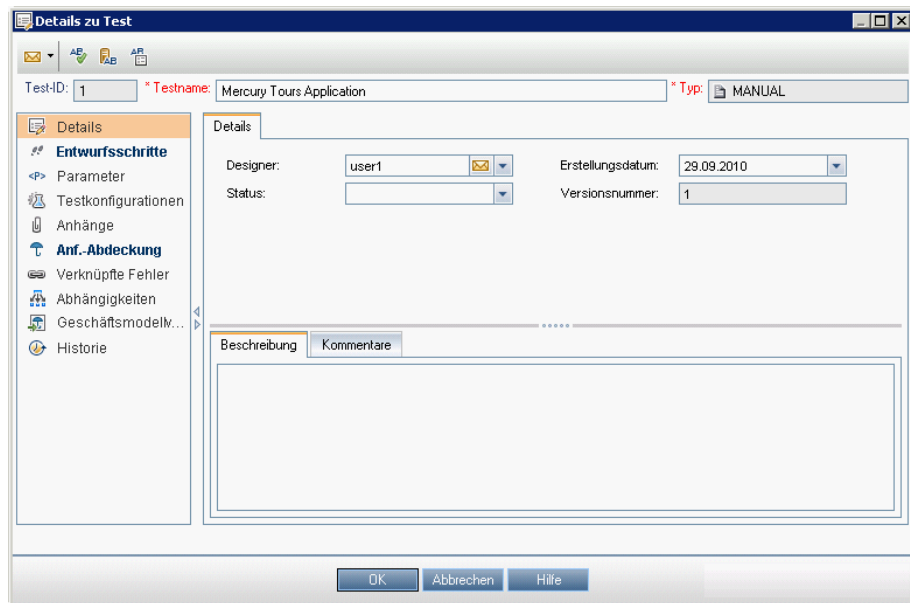 Details zu Test
Test-ID: 1 * Testname: Mercury Tours Application * Typ: MANUAL
Details
Entwurfsschritte
<P> Parameter
Testkonfigurationen
Anhänge
Anf.-Abdeckung
Verknüpfte Fehler
Abhängigkeiten
Geschäftsmodellv...
Historie
Details
Designer: user1 Erstellungsdatum: 29.09.2010
Status: Versionsnummer: 1
Beschreibung Kommentare
OK Abbrechen Hilfe